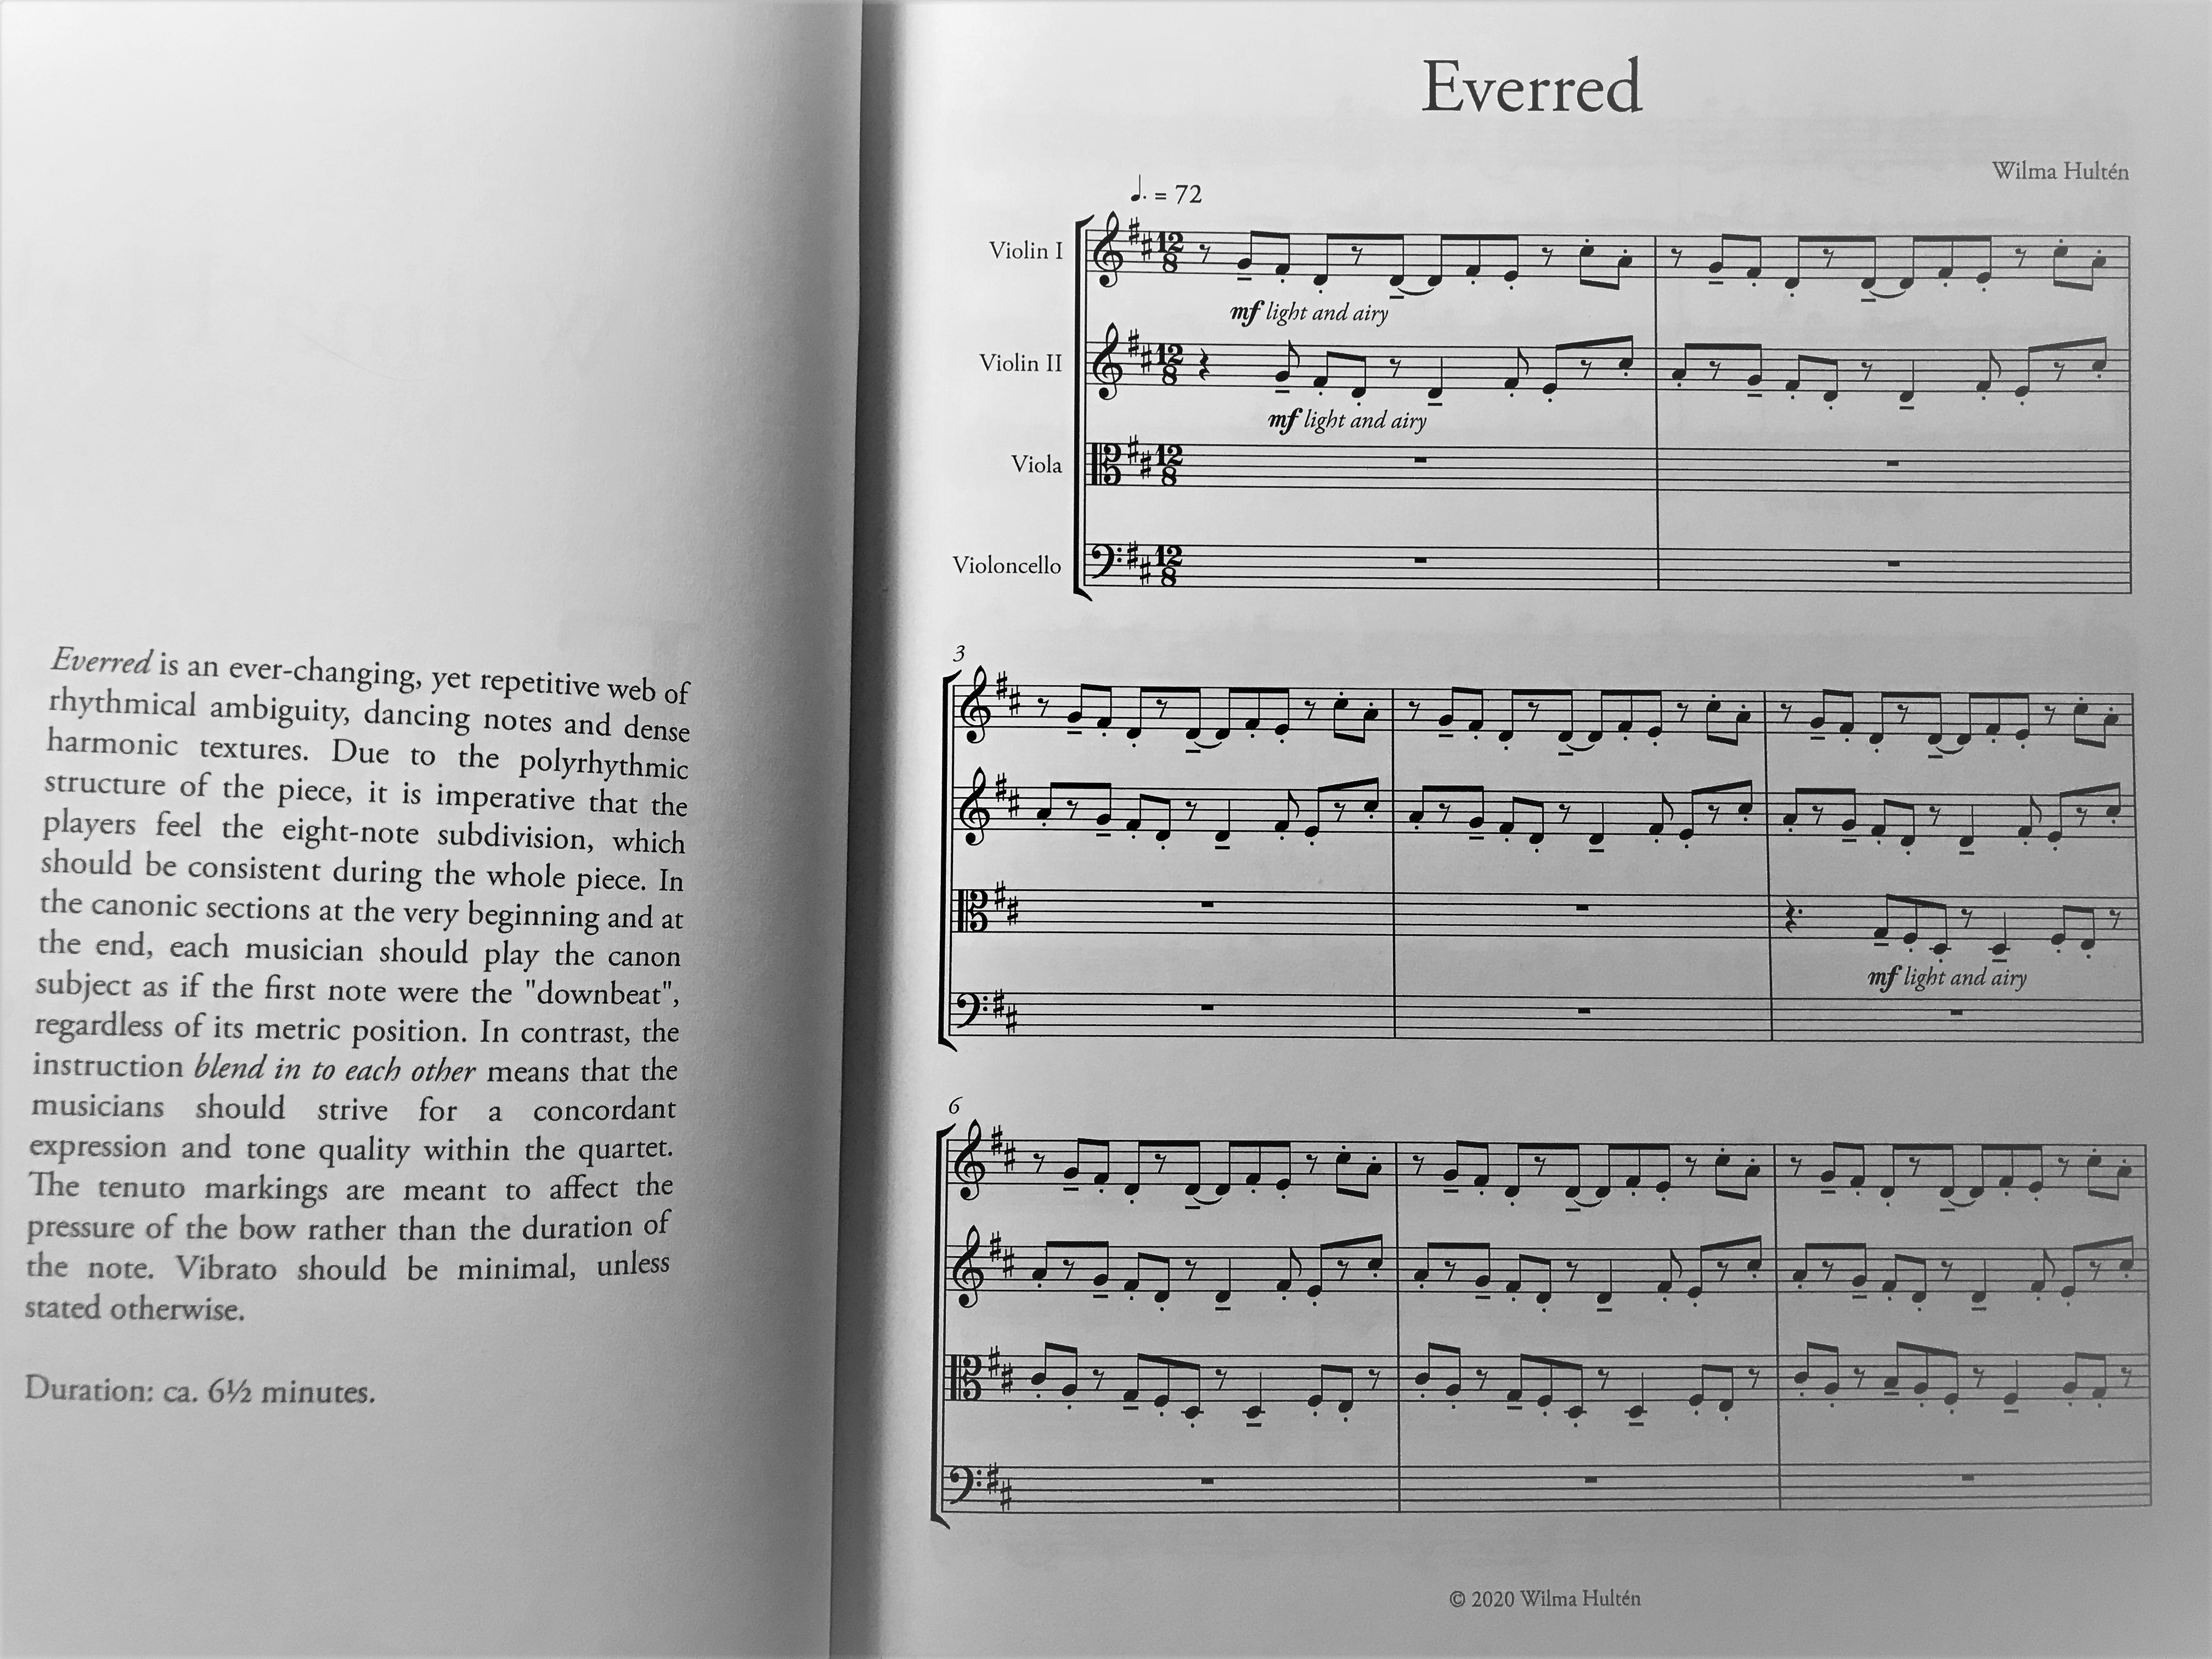 Everred is an ever-changing, yet repetitive web of
rhythmical ambiguity, dancing notes and dense
harmonic textures. Due to the polyrhythmic
structure of the piece, it is imperative that the
players feel the eight-note subdivision, which
should be consistent during the whole piece. In
the canonic sections at the very beginning and at
the end, each musician should play the canon
subject as if the first note were the "downbeat",
regardless of its metric position. In contrast, the
instruction blend in to each other means that the
musicians should strive for a concordant
expression and tone quality within the quartet.
The tenuto markings are meant to affect the
pressure of the bow rather than the duration of
the note. Vibrato should be minimal, unless
stated otherwise.
Duration: ca. 6½ minutes.
Everred
Wilma Hultén
♩. = 72
Violin I
12
8
mf light and airy
Violin II
12
8
mf light and airy
Viola
12
8
Violoncello
12
8
3
mf light and airy
6
© 2020 Wilma Hultén